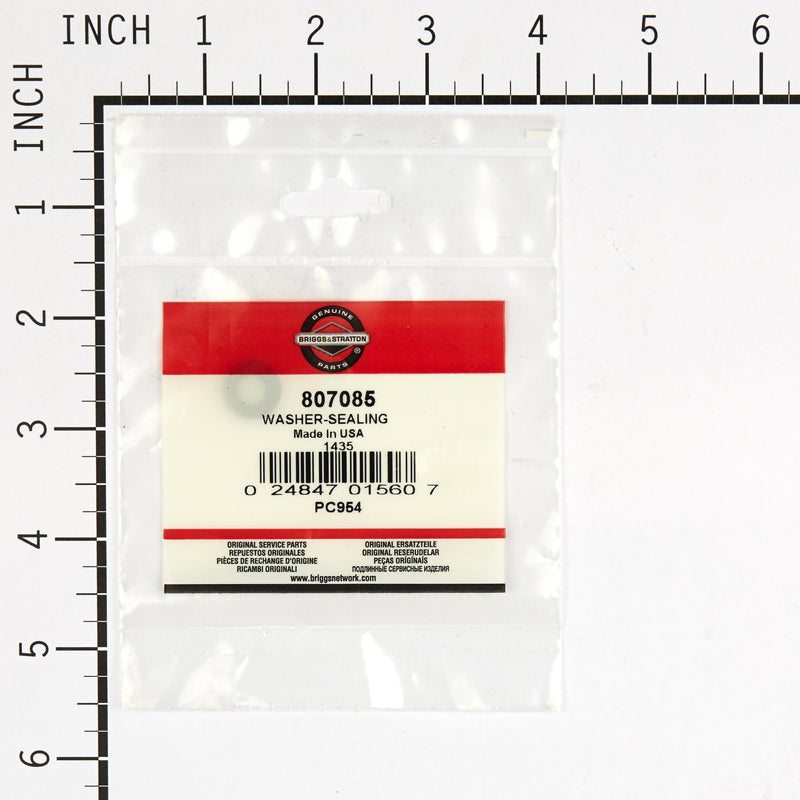 INCH 1 2 3 4 5 6
INCH
1
2
3
4
5
6
GENUINE
BRIGGS&STRATTON
®
PARTS
807085
WASHER-SEALING
Made In USA
1435
0 24847 01560 7
PC954
ORIGINAL SERVICE PARTS
REPUESTOS ORIGINALES
PIÈCES DE RECHANGE D'ORIGINE
RICAMBI ORIGINALI
ORIGINAL ERSATZTEILE
ORIGINAL RESERUDELAR
PEÇAS ORIGINAIS
ПОДЛИННЫЕ СЕРВИСНЫЕ ИЗДЕЛИЯ
www.briggsnetwork.com